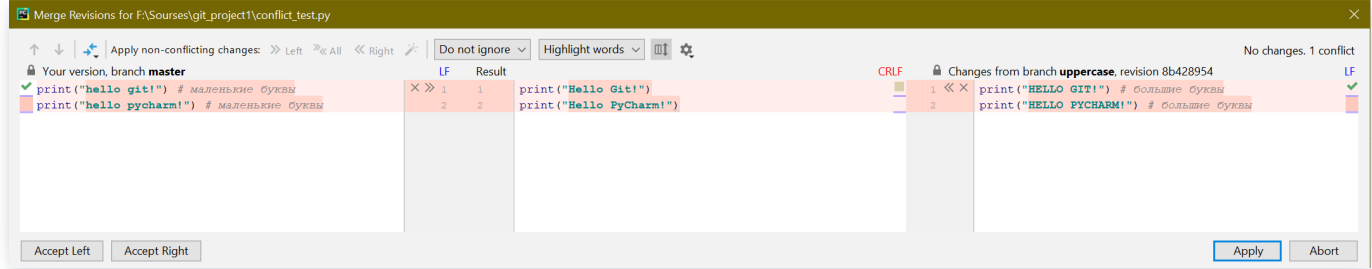 Merge Revisions for F:\Sourses\git_project1\conflict_test.py
Apply non-conflicting changes: Left All Right Do not ignore Highlight words No changes. 1 conflict
Your version, branch master LF Result CRLF Changes from branch uppercase, revision 8b428954 LF
print("hello git!") # маленькие буквы 1 1 print("Hello Git!") 1 print("HELLO GIT!") # большие буквы
print("hello pycharm!") # маленькие буквы 2 2 print("Hello PyCharm!") 2 print("HELLO PYCHARM!") # большие буквы
Accept Left Accept Right Apply Abort